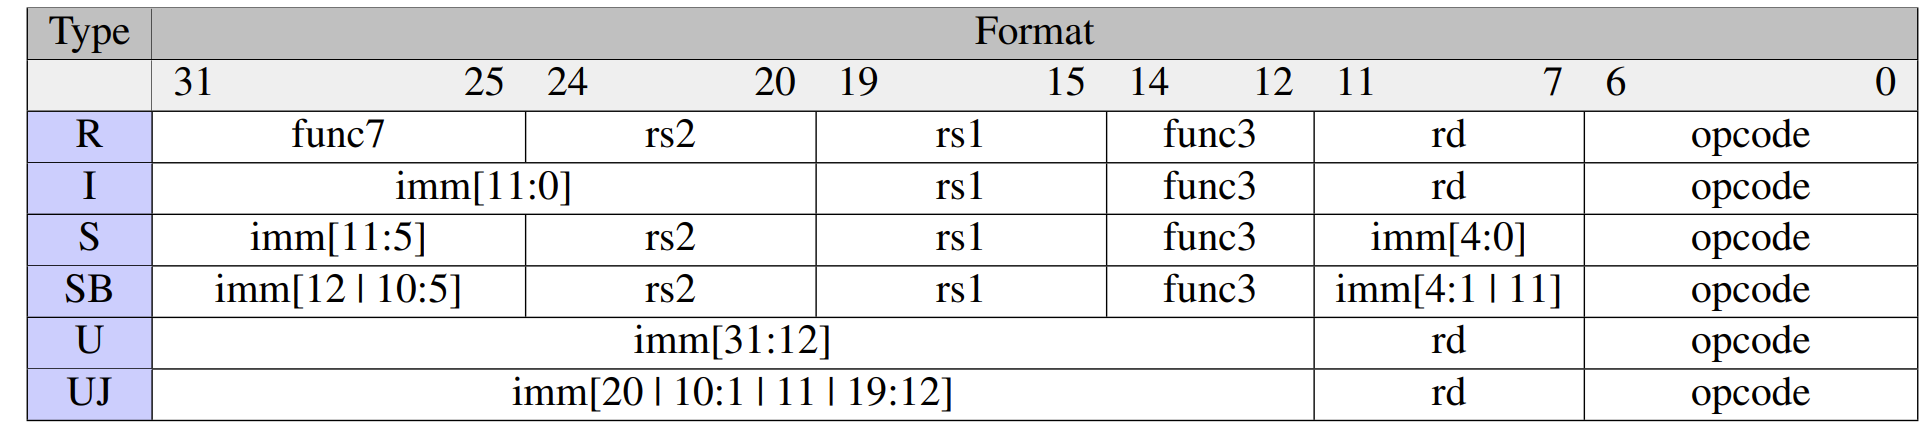 Type Format
31 25 24 20 19 15 14 12 11 7 6 0
R func7 rs2 rs1 func3 rd opcode
I imm[11:0] rs1 func3 rd opcode
S imm[11:5] rs2 rs1 func3 imm[4:0] opcode
SB imm[12 | 10:5] rs2 rs1 func3 imm[4:1 | 11] opcode
U imm[31:12] rd opcode
UJ imm[20 | 10:1 | 11 | 19:12] rd opcode